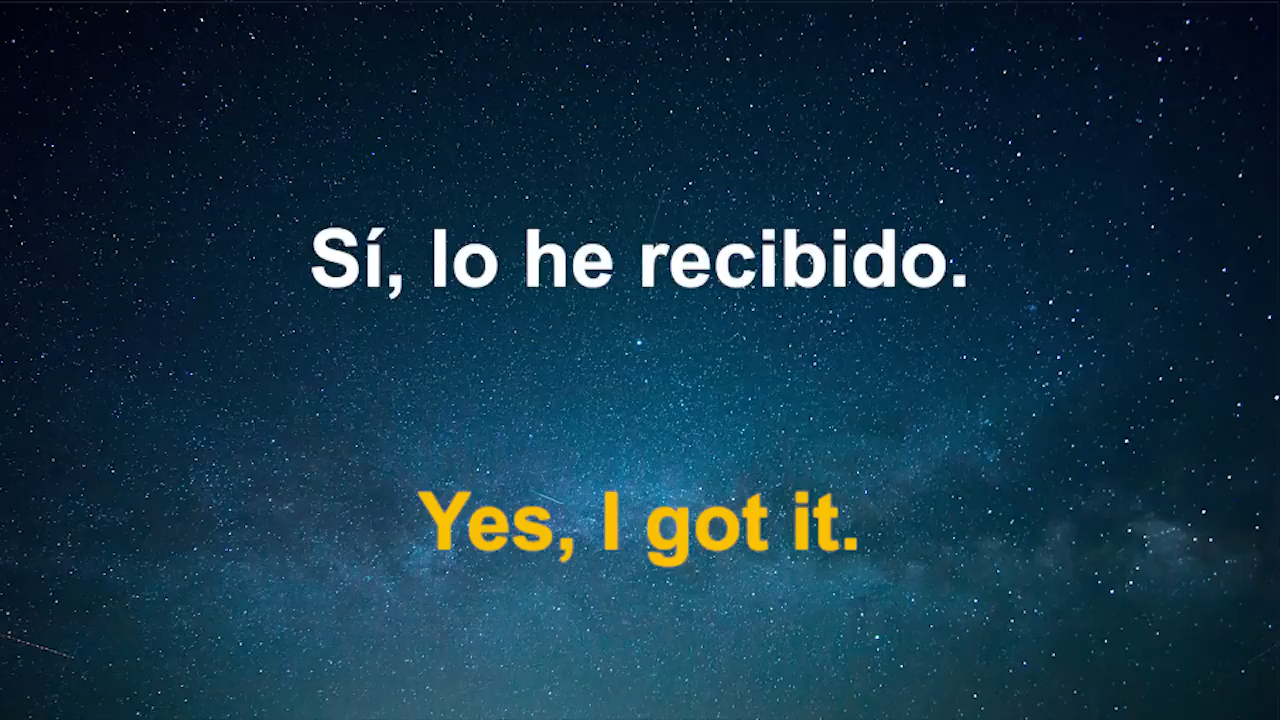 Sí, lo he recibido.
Yes, I got it.